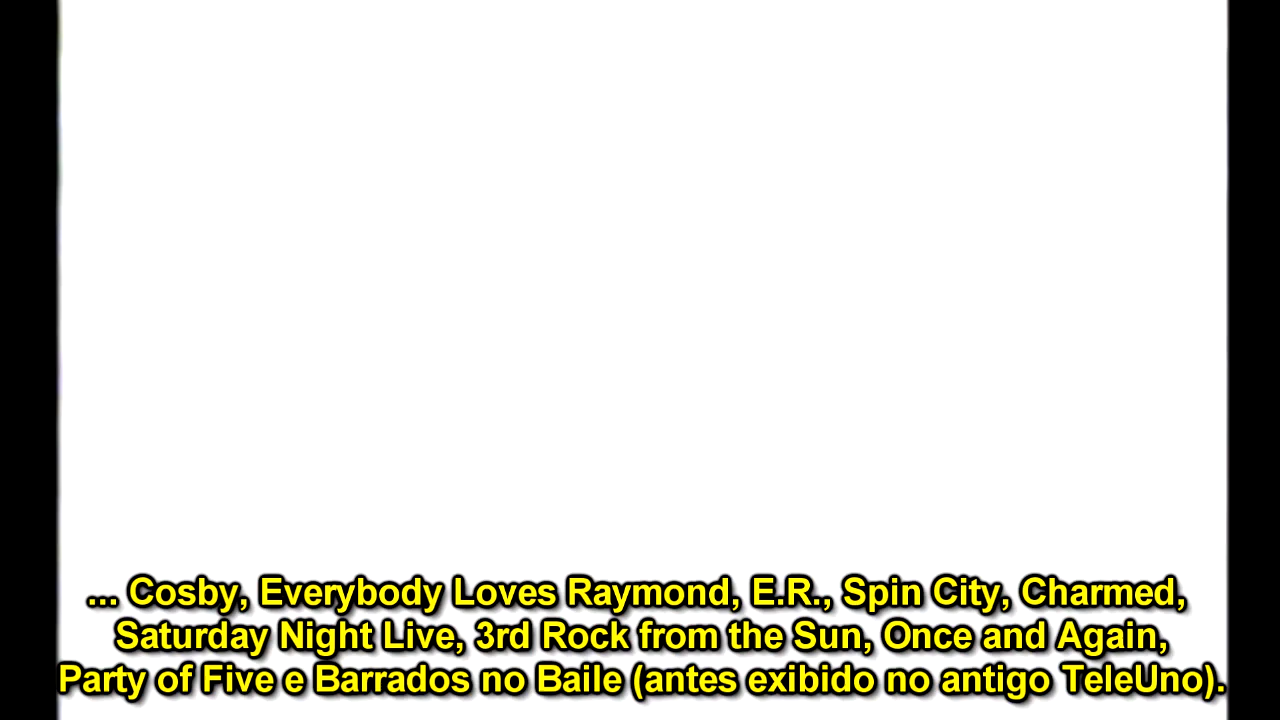 ... Cosby, Everybody Loves Raymond, E.R., Spin City, Charmed,
Saturday Night Live, 3rd Rock from the Sun, Once and Again,
Party of Five e Barrados no Baile (antes exibido no antigo TeleUno).